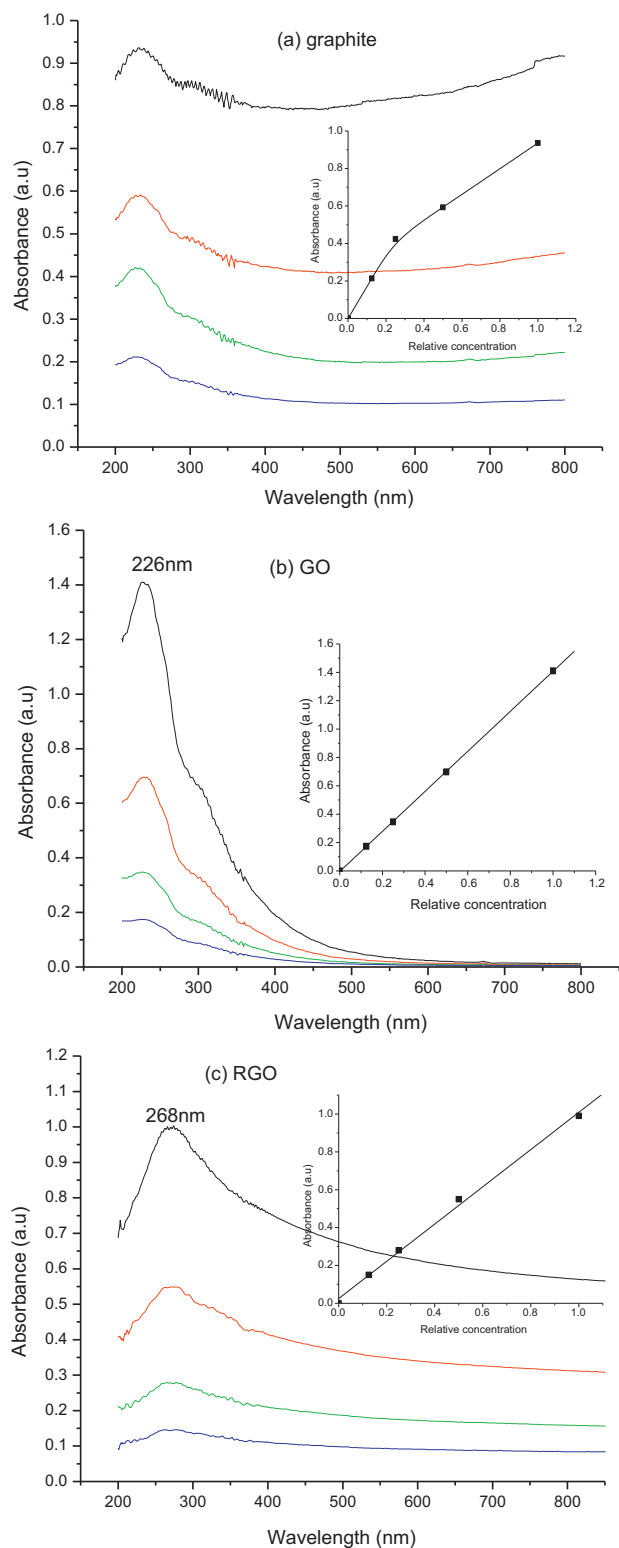 (a) graphite
1.0
0.9
0.8
0.7
0.6
0.5
0.4
0.3
0.2
0.1
0.0
Absorbance (a.u)
200 300 400 500 600 700 800
Wavelength (nm)
1.0
0.8
0.6
0.4
0.2
0.0
Absorbance (a.u)
0.0 0.2 0.4 0.6 0.8 1.0 1.2
Relative concentration
(b) GO
226nm
1.6
1.4
1.2
1.0
0.8
0.6
0.4
0.2
0.0
Absorbance (a.u)
200 300 400 500 600 700 800
Wavelength (nm)
1.6
1.4
1.2
1.0
0.8
0.6
0.4
0.2
0.0
Absorbance (a.u)
0.0 0.2 0.4 0.6 0.8 1.0 1.2
Relative concentration
(c) RGO
268nm
1.2
1.1
1.0
0.9
0.8
0.7
0.6
0.5
0.4
0.3
0.2
0.1
0.0
Absorbance (a.u)
200 300 400 500 600 700 800
Wavelength (nm)
1.0
0.8
0.6
0.4
0.2
0.0
Absorbance (a.u)
0.0 0.2 0.4 0.6 0.8 1.0
Relative concentration